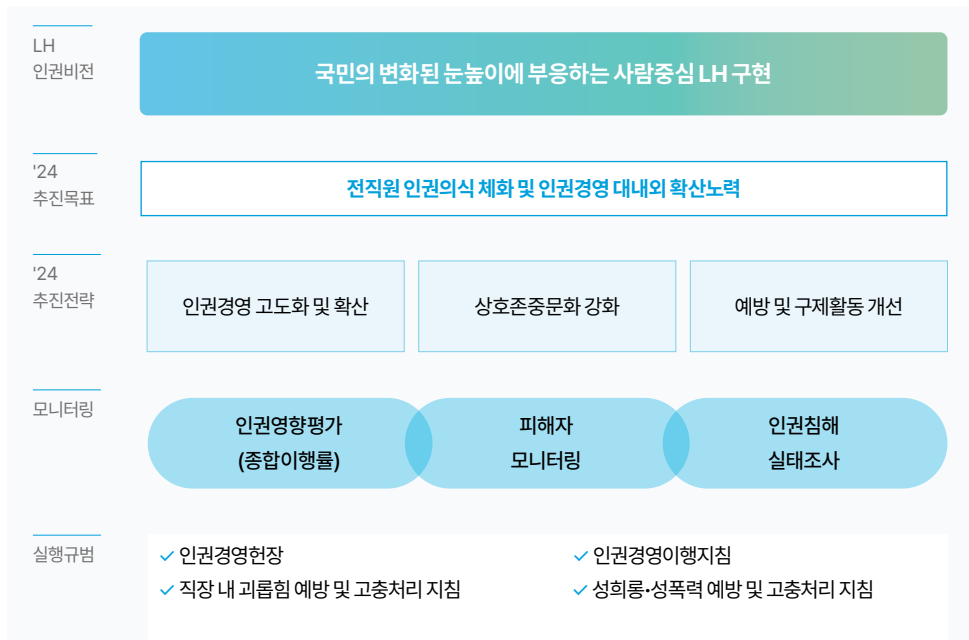 LH
인권비전
국민의 변화된 눈높이에 부응하는 사람중심 LH 구현
'24
추진목표
전직원 인권의식 체화 및 인권경영 대내외 확산노력
'24
추진전략
인권경영 고도화 및 확산
상호존중문화 강화
예방 및 구제활동 개선
모니터링
인권영향평가
(종합이행률)
피해자
모니터링
인권침해
실태조사
실행규범
✓ 인권경영헌장
✓ 인권경영이행지침
✓ 직장 내 괴롭힘 예방 및 고충처리 지침
✓ 성희롱·성폭력 예방 및 고충처리 지침